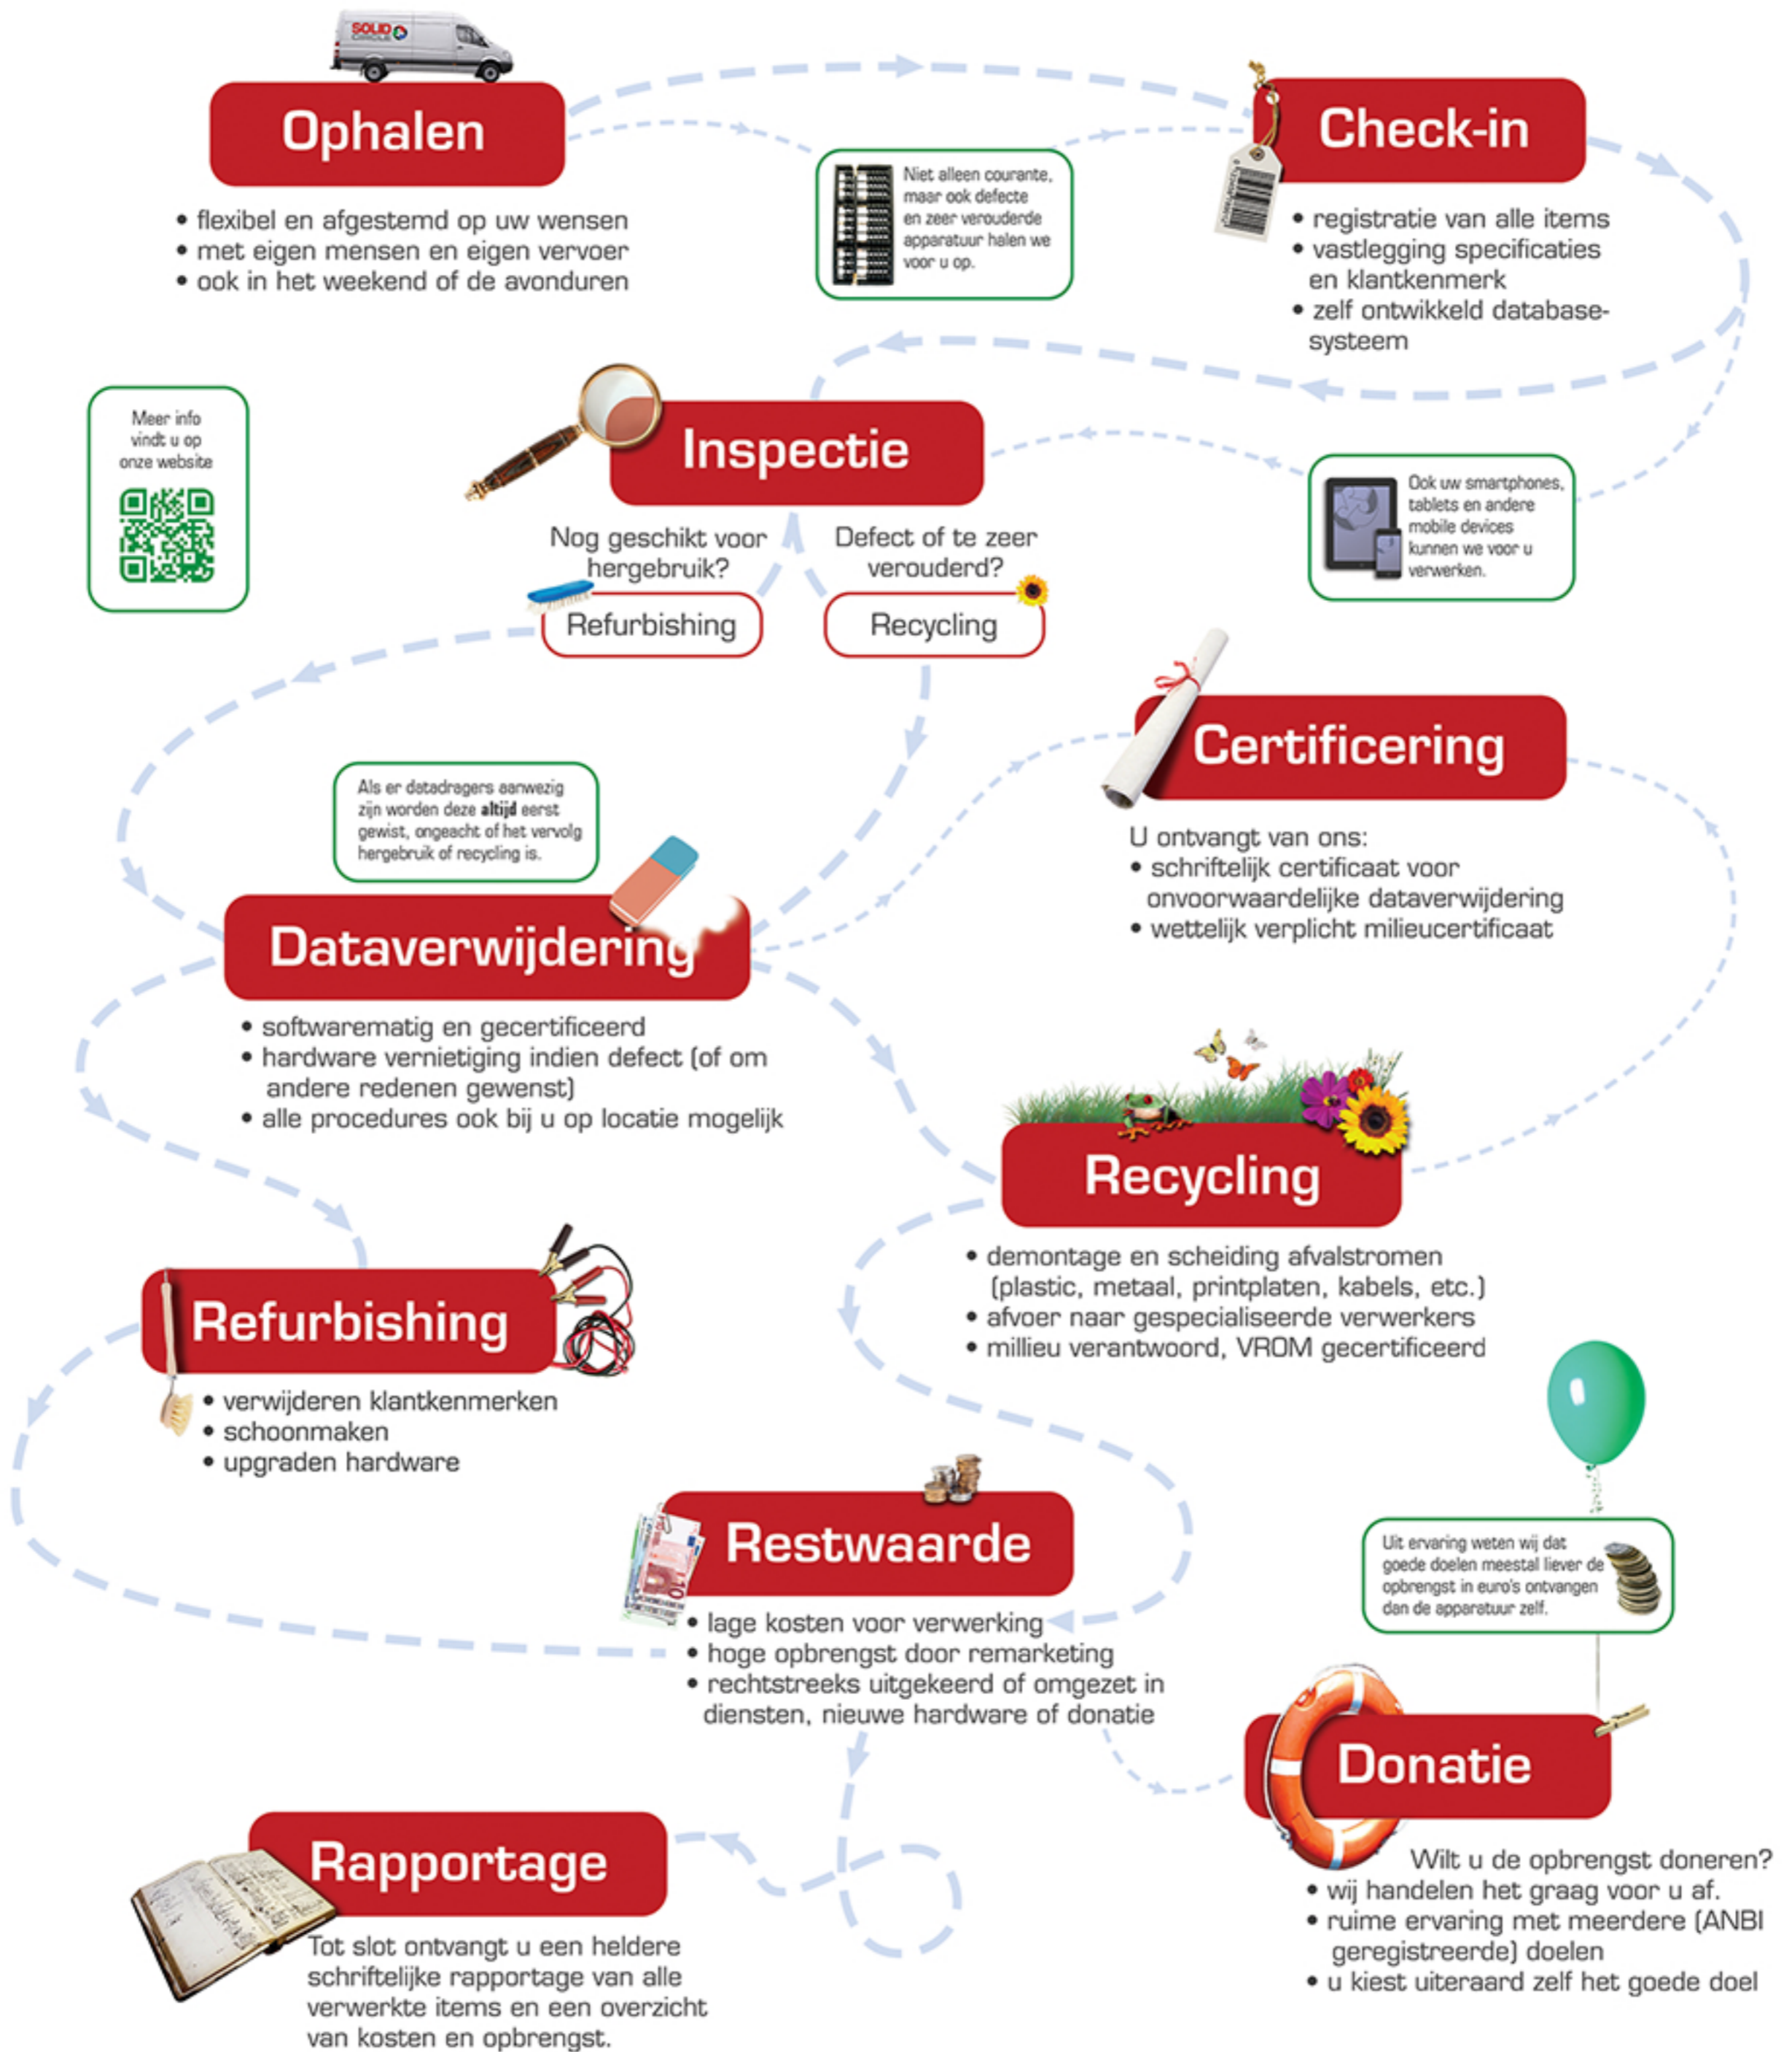 SOLID
CIRCLE
Ophalen
• flexibel en afgestemd op uw wensen
• met eigen mensen en eigen vervoer
• ook in het weekend of de avonduren
Niet alleen courante,
maar ook defecte
en zeer verouderde
apparatuur halen we
voor u op.
Check-in
• registratie van alle items
• vastlegging specificaties
en klantkenmerk
• zelf ontwikkeld database-
systeem
Meer info
vindt u op
onze website
Inspectie
Nog geschikt voor
hergebruik?
Refurbishing
Defect of te zeer
verouderd?
Recycling
Ook uw smartphones,
tablets en andere
mobile devices
kunnen we voor u
verwerken.
Certificering
U ontvangt van ons:
• schriftelijk certificaat voor
onvoorwaardelijke dataverwijdering
• wettelijk verplicht milieucertificaat
Als er datadragers aanwezig
zijn worden deze altijd eerst
gewist, ongeacht of het vervolg
hergebruik of recycling is.
Dataverwijdering
• softwarematig en gecertificeerd
• hardware vernietiging indien defect (of om
andere redenen gewenst)
• alle procedures ook bij u op locatie mogelijk
Recycling
• demontage en scheiding afvalstromen
(plastic, metaal, printplaten, kabels, etc.)
• afvoer naar gespecialiseerde verwerkers
• millieu verantwoord, VROM gecertificeerd
Refurbishing
• verwijderen klantkenmerken
• schoonmaken
• upgraden hardware
Restwaarde
10
• lage kosten voor verwerking
• hoge opbrengst door remarketing
• rechtstreeks uitgekeerd of omgezet in
diensten, nieuwe hardware of donatie
Uit ervaring weten wij dat
goede doelen meestal liever de
opbrengst in euro's ontvangen
dan de apparatuur zelf.
Donatie
Wilt u de opbrengst doneren?
• wij handelen het graag voor u af.
• ruime ervaring met meerdere (ANBI
geregistreerde) doelen
• u kiest uiteraard zelf het goede doel
Rapportage
Tot slot ontvangt u een heldere
schriftelijke rapportage van alle
verwerkte items en een overzicht
van kosten en opbrengst.